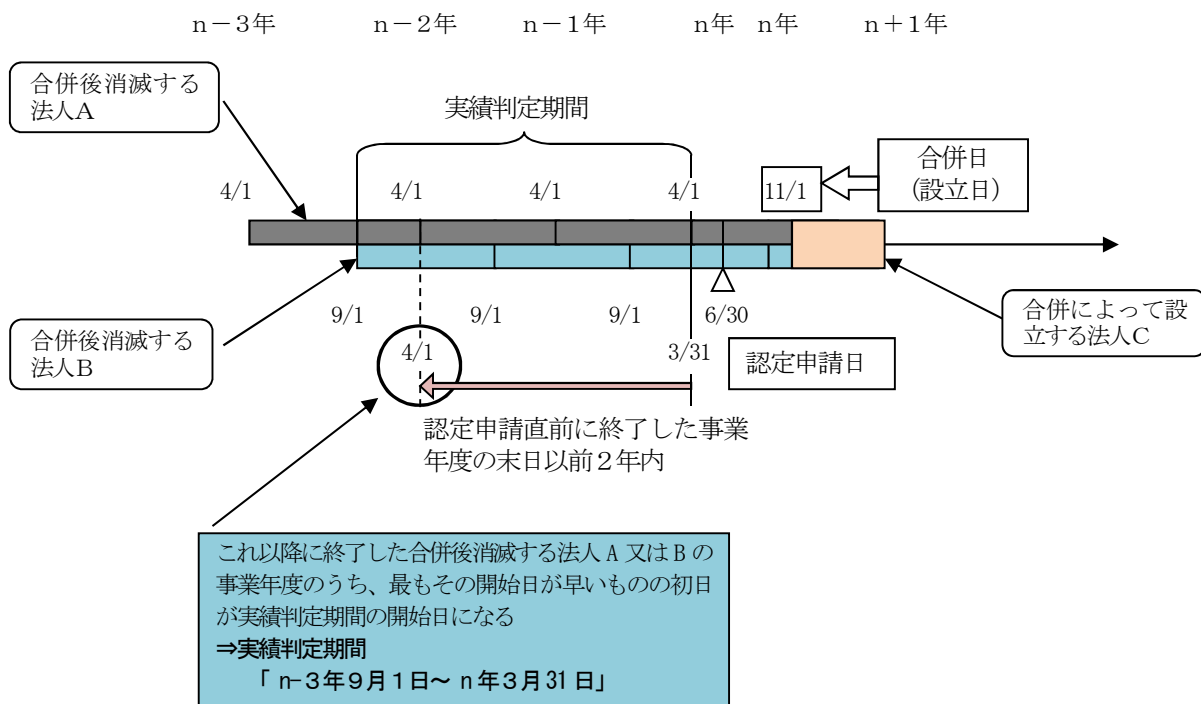 n－3年 n－2年 n－1年 n年 n年 n＋1年
合併後消滅する
法人A
実績判定期間
合併日
（設立日）
4/1 4/1 4/1 4/1 11/1
9/1 9/1 9/1 6/30
合併後消滅する
法人B
合併によって設
立する法人C
4/1 3/31
認定申請日
認定申請直前に終了した事業
年度の末日以前２年内
これ以降に終了した合併後消滅する法人 A 又は B の
事業年度のうち、最もその開始日が早いものの初日
が実績判定期間の開始日になる
⇒実績判定期間
「 n-３年９月１日～ n 年３月 31 日」